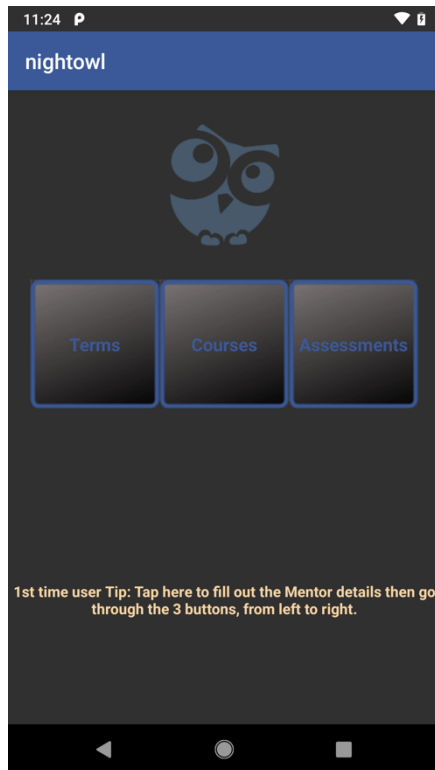 11:24
nightowl
Terms
Courses
Assessments
1st time user Tip: Tap here to fill out the Mentor details then go
through the 3 buttons, from left to right.